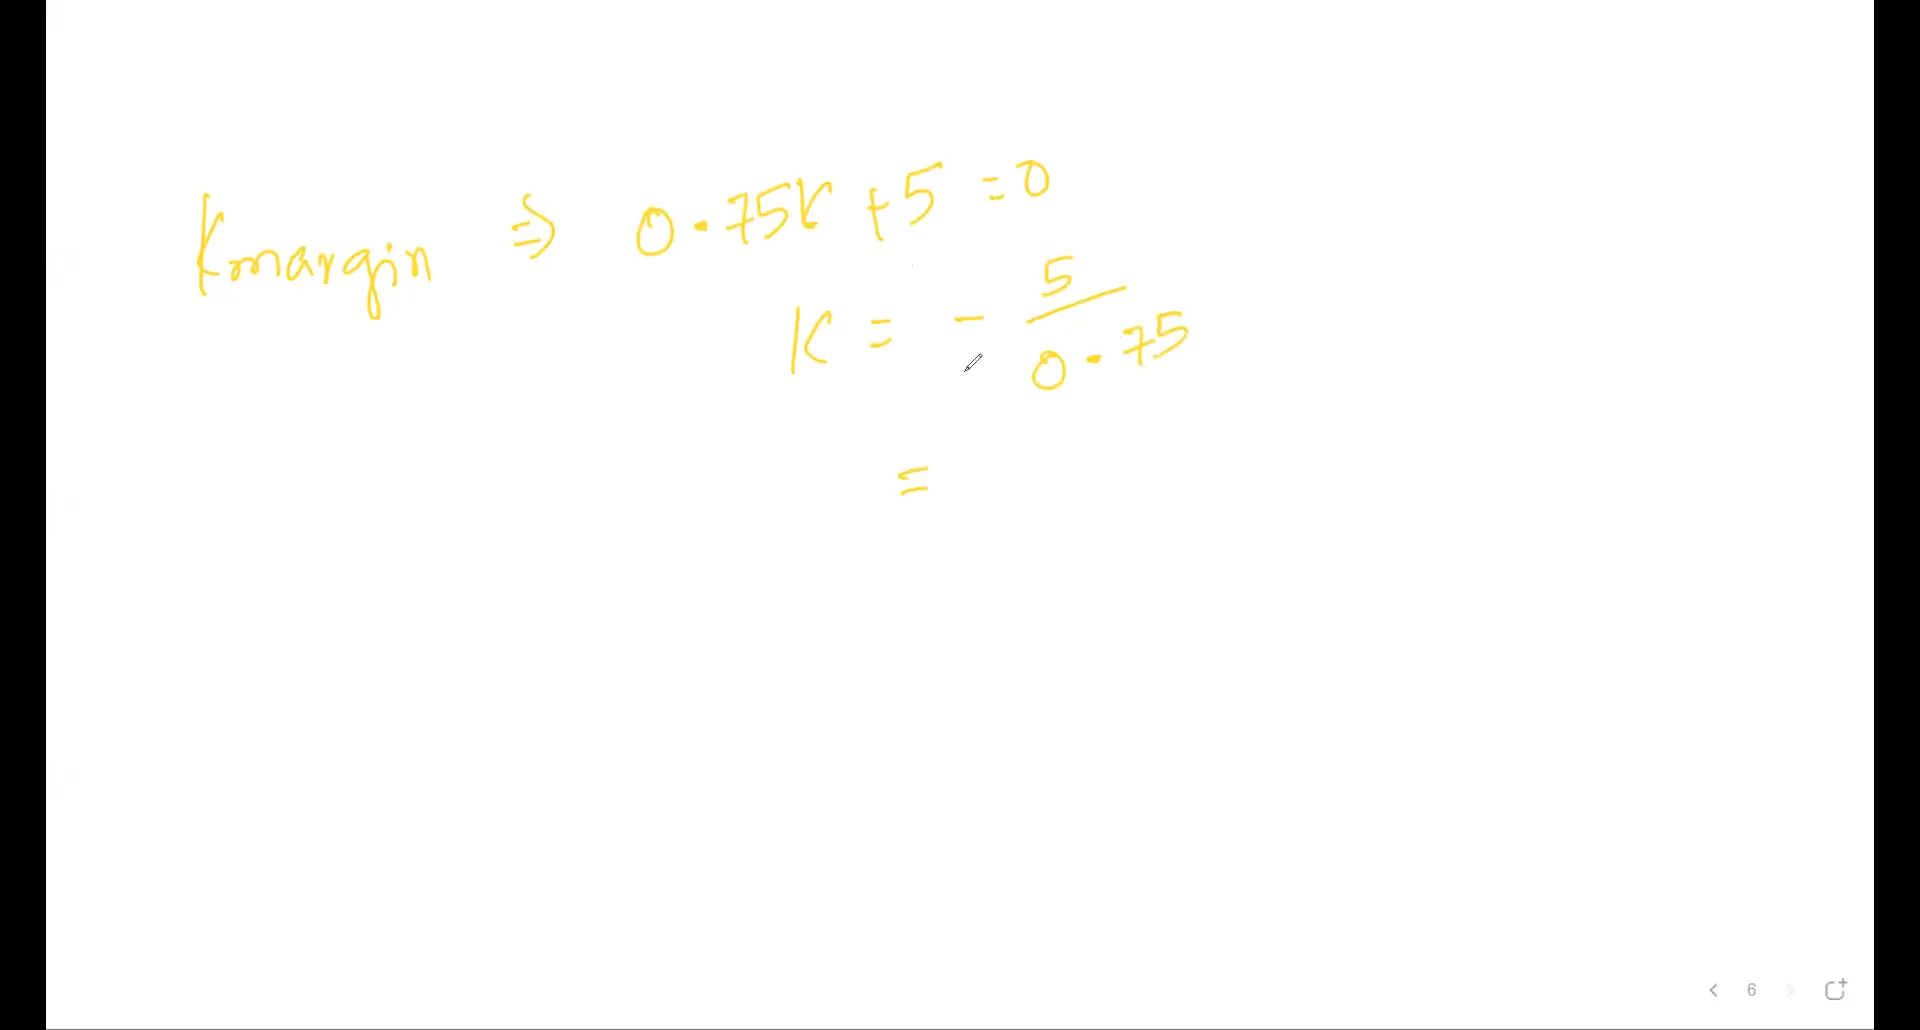 Kmargin ⇒ 0.75K + 5 = 0
K = - 5/0.75
=
6